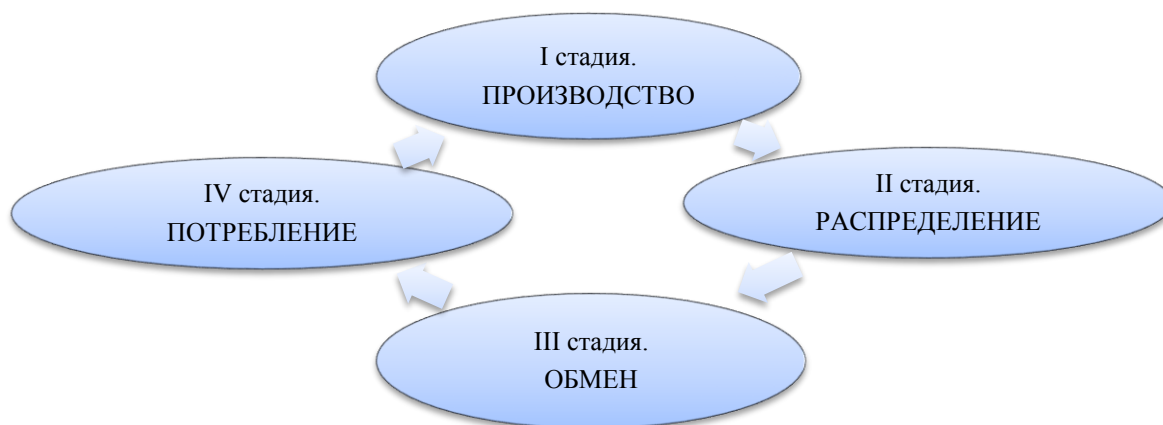 I стадия.
ПРОИЗВОДСТВО
II стадия.
РАСПРЕДЕЛЕНИЕ
III стадия.
ОБМЕН
IV стадия.
ПОТРЕБЛЕНИЕ